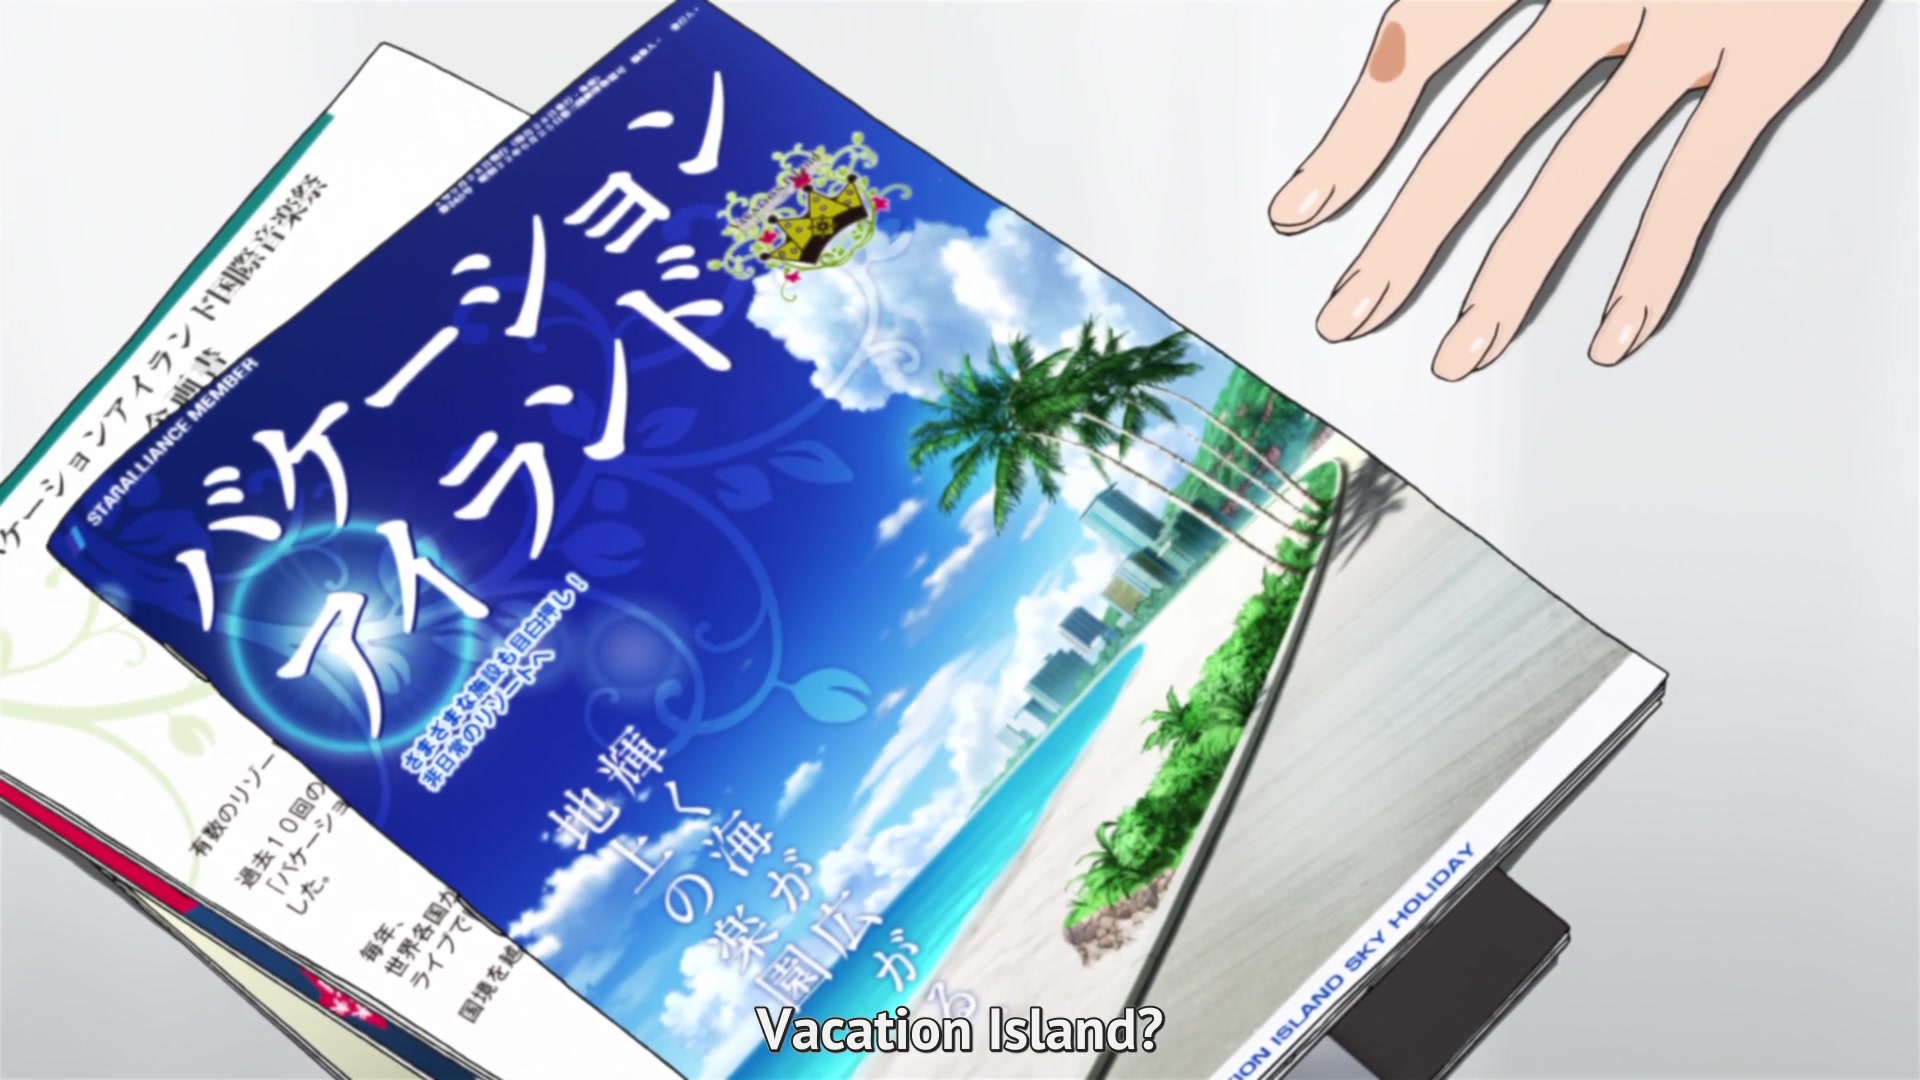 バケーション
アイランド
STARALLIANCE MEMBER
さまざまな施設も目白押し!
非日常のリゾートへ
輝く海が広がる
地上の楽園
ION ISLAND SKY HOLIDAY
ケーションアイランド国際音楽祭
企画書
有数のリゾー
過去10回の
「バケーショ
した。
毎年、
世界各国か
ライブで
国境を越
Vacation Island?